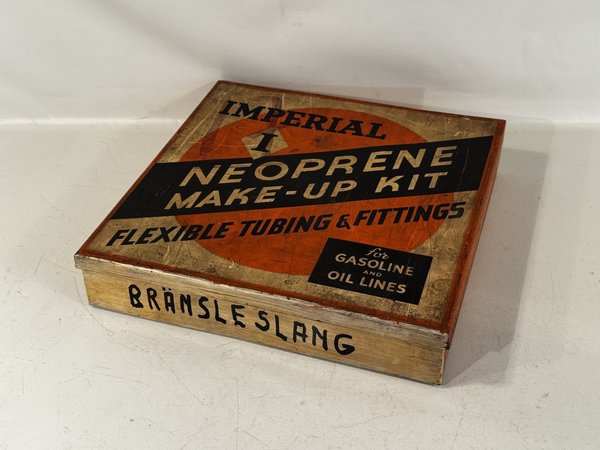 IMPERIAL
I
NEOPRENE
MAKE-UP KIT
FLEXIBLE TUBING & FITTINGS
for
GASOLINE
AND
OIL LINES
BRÄNSLESLANG